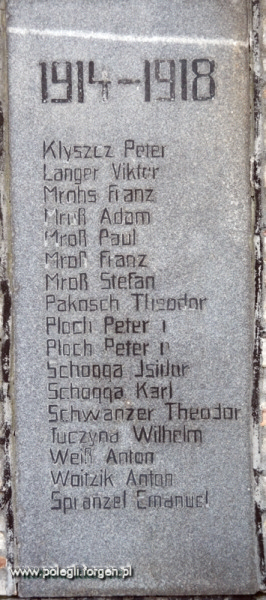 1914-1918
Klyszcz Peter
Langer Viktor
Mrohs Franz
Mruß Adam
Mroß Paul
Mroß Franz
Mroß Stefan
Pakosch Theodor
Ploch Peter I
Ploch Peter II
Schogga Isidor
Schogga Karl
Schwanzer Theodor
Tuczyna Wilhelm
Weiß Anton
Woitzik Anton
Spranzel Emanuel
www.polegli.forgen.pl